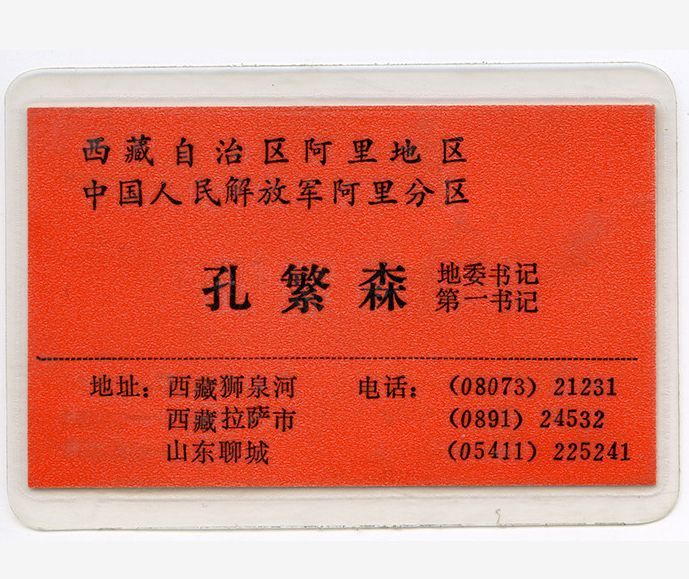 西藏自治区阿里地区
中国人民解放军阿里分区
孔繁森 地委书记
第一书记
地址：西藏狮泉河 电话：(08073) 21231
西藏拉萨市 (0891) 24532
山东聊城 (05411) 225241